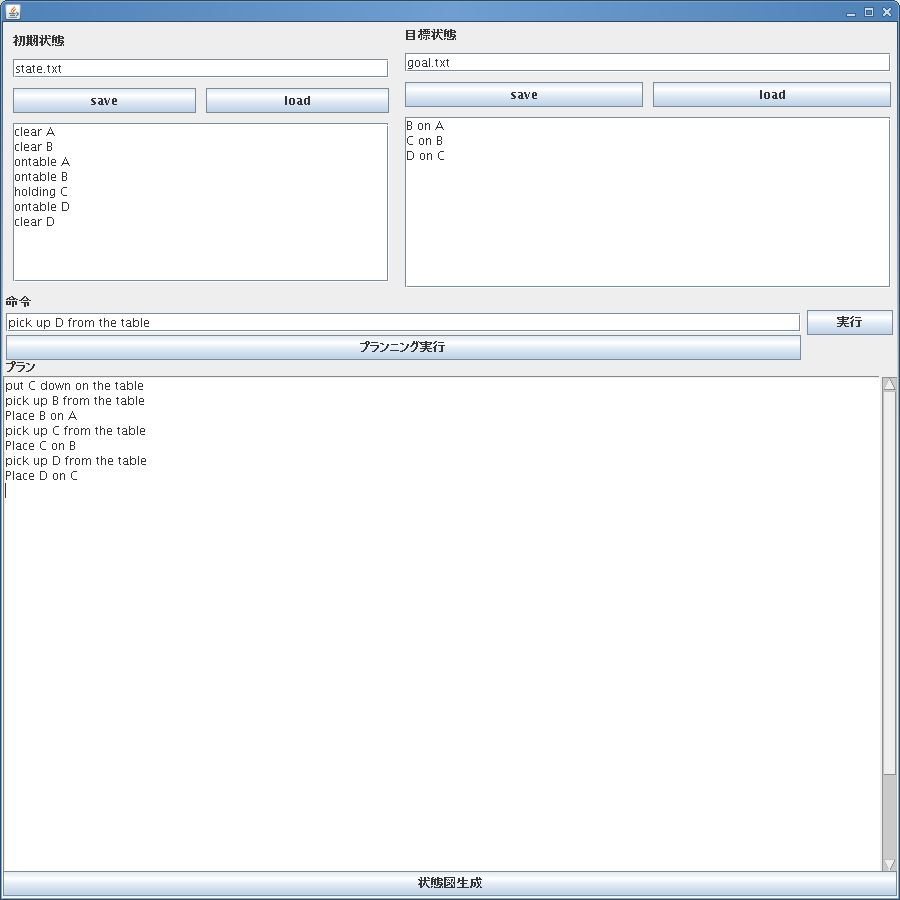 初期状態
state.txt
save load
clear A
clear B
ontable A
ontable B
holding C
ontable D
clear D
目標状態
goal.txt
save load
B on A
C on B
D on C
命令
pick up D from the table
実行
プランニング実行
プラン
put C down on the table
pick up B from the table
Place B on A
pick up C from the table
Place C on B
pick up D from the table
Place D on C
状態図生成